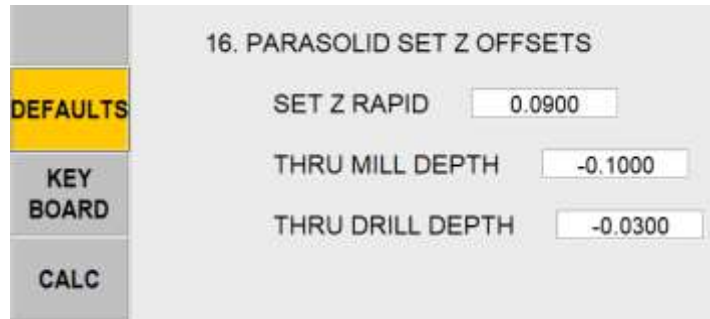 16. PARASOLID SET Z OFFSETS
DEFAULTS
SET Z RAPID 0.0900
KEY
BOARD
THRU MILL DEPTH -0.1000
THRU DRILL DEPTH -0.0300
CALC